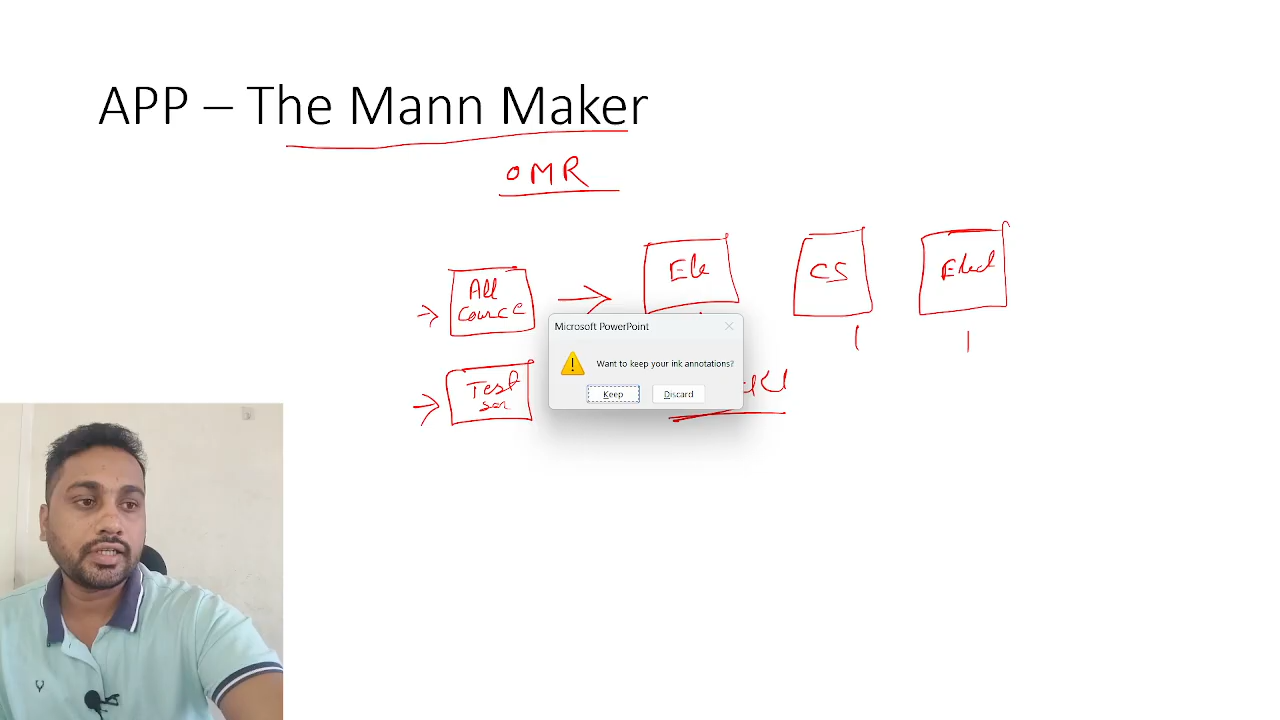 APP – The Mann Maker
OMR
Ele
CS
Elect
All
Cource
Microsoft PowerPoint
Want to keep your ink annotations?
Keep
Discard
Test